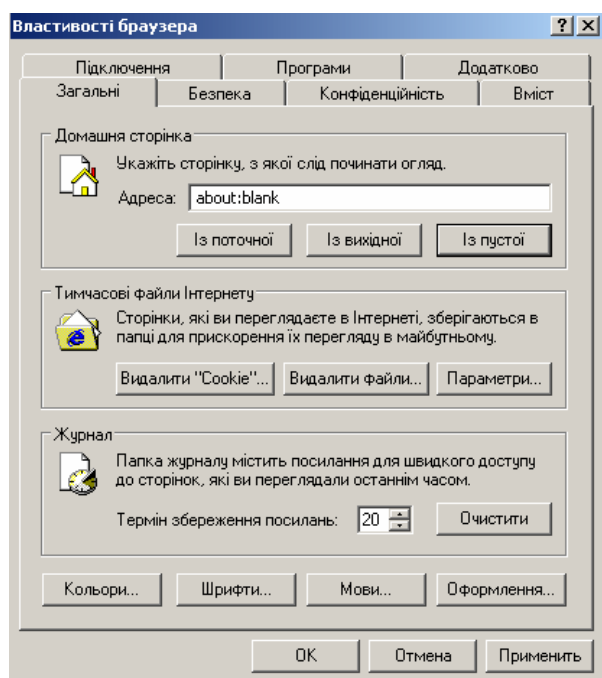 Властивості браузера
Підключення Програми Додатково
Загальні Безпека Конфіденційність Вміст
Домашня сторінка
Укажіть сторінку, з якої слід починати огляд.
Адреса: about:blank
Із поточної Із вихідної Із пустої
Тимчасові файли Інтернету
Сторінки, які ви переглядаєте в Інтернеті, зберігаються в
папці для прискорення їх перегляду в майбутньому.
Видалити "Cookie"... Видалити файли... Параметри...
Журнал
Папка журналу містить посилання для швидкого доступу
до сторінок, які ви переглядали останнім часом.
Термін збереження посилань: 20 Очистити
Кольори... Шрифти... Мови... Оформлення...
OK Отмена Применить